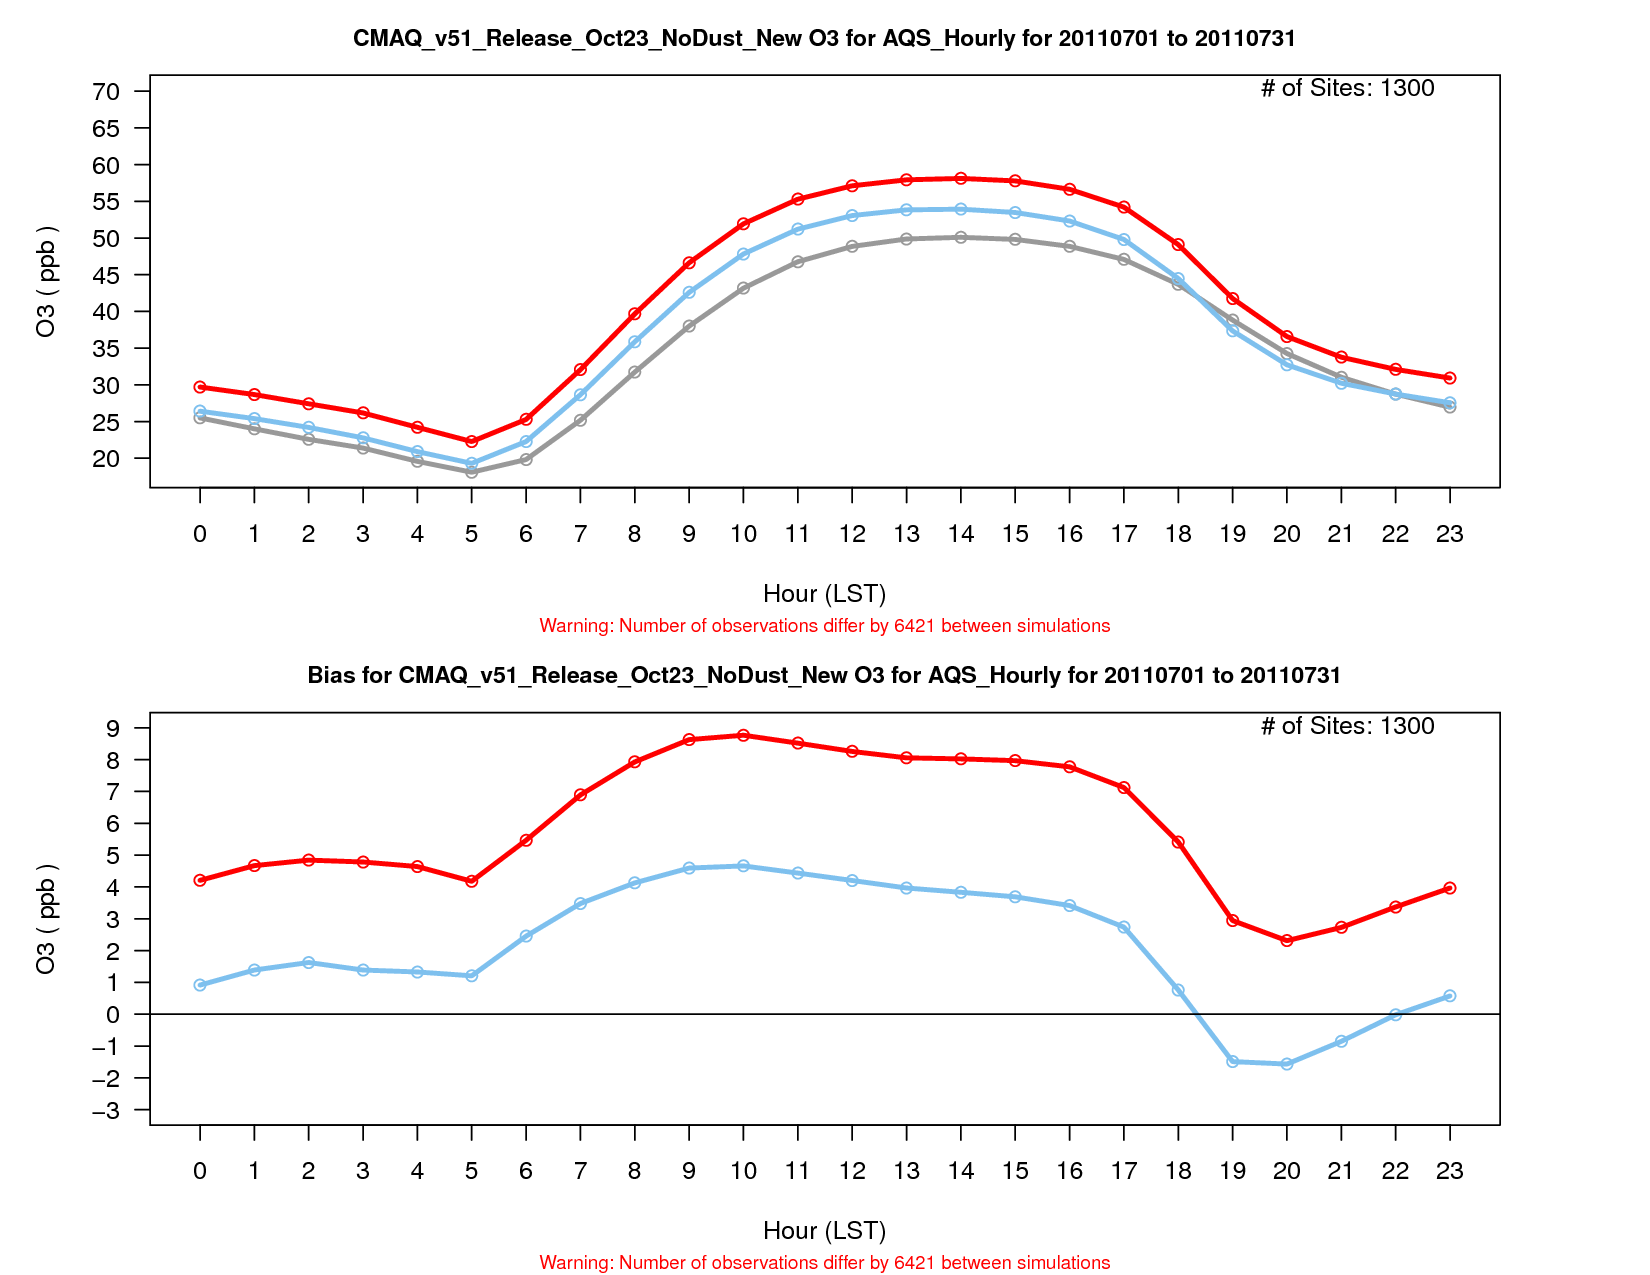 CMAQ_v51_Release_Oct23_NoDust_New O3 for AQS_Hourly for 20110701 to 20110731
# of Sites: 1300
70
65
60
55
50
45
40
35
30
25
20
O3 ( ppb )
0 1 2 3 4 5 6 7 8 9 10 11 12 13 14 15 16 17 18 19 20 21 22 23
Hour (LST)
Warning: Number of observations differ by 6421 between simulations
Bias for CMAQ_v51_Release_Oct23_NoDust_New O3 for AQS_Hourly for 20110701 to 20110731
# of Sites: 1300
9
8
7
6
5
4
3
2
1
0
−1
−2
−3
O3 ( ppb )
0 1 2 3 4 5 6 7 8 9 10 11 12 13 14 15 16 17 18 19 20 21 22 23
Hour (LST)
Warning: Number of observations differ by 6421 between simulations